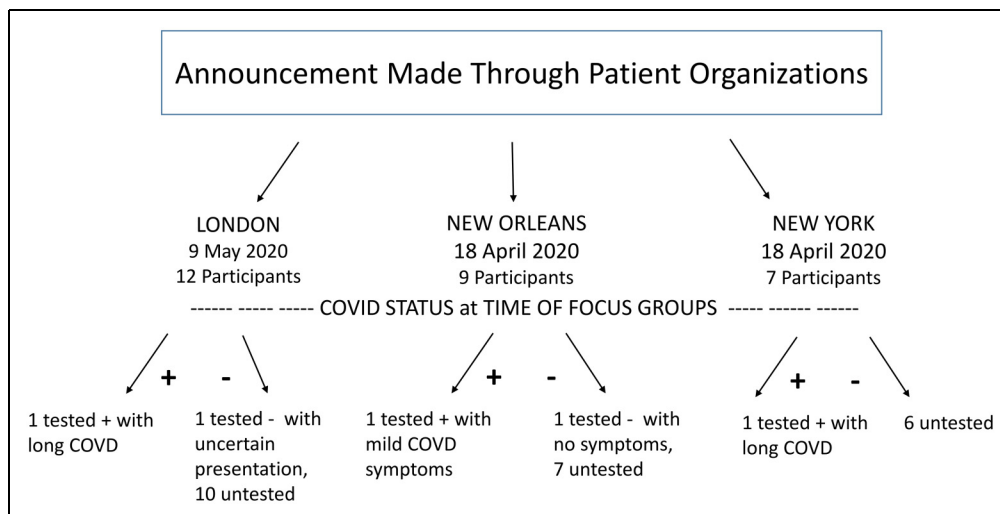 Announcement Made Through Patient Organizations
LONDON
9 May 2020
12 Participants
NEW ORLEANS
18 April 2020
9 Participants
NEW YORK
18 April 2020
7 Participants
------ ----- ----- COVID STATUS at TIME OF FOCUS GROUPS ----- ------ ------
+ -
1 tested + with
long COVD
1 tested - with
uncertain
presentation,
10 untested
+ -
1 tested + with
mild COVD
symptoms
1 tested - with
no symptoms,
7 untested
+ -
1 tested + with
long COVD
6 untested